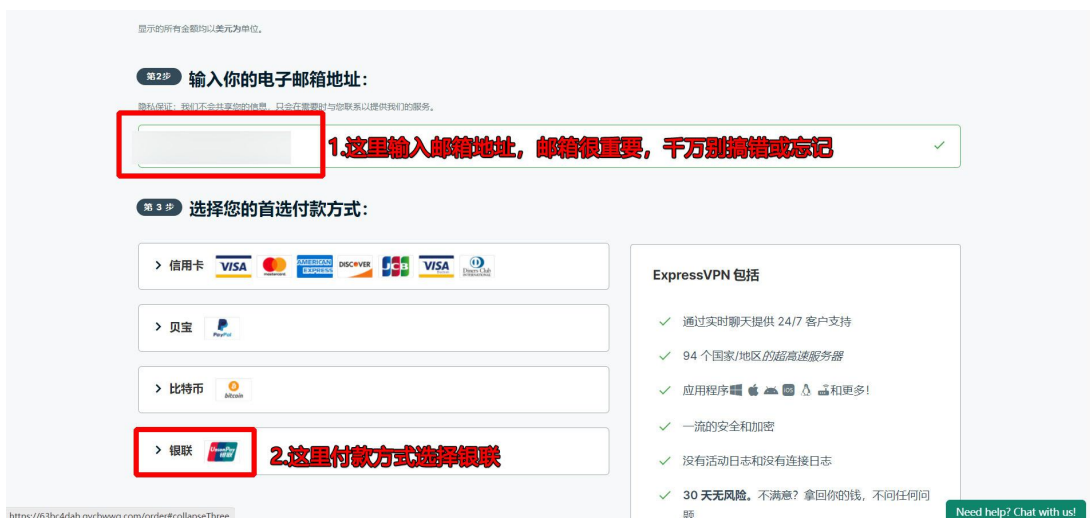 显示的所有金额均以美元为单位。
第2步 输入你的电子邮箱地址：
隐私保证：我们不会共享您的信息，只会在需要时与您联系以提供我们的服务。
1.这里输入邮箱地址，邮箱很重要，千万别搞错或忘记
第 3 步 选择您的首选付款方式：
信用卡 VISA mastercard AMERICAN EXPRESS DISCOVER JCB VISA Diners Club INTERNATIONAL
贝宝 PayPal
比特币 bitcoin
银联 UnionPay 银联
2.这里付款方式选择银联
ExpressVPN 包括
通过实时聊天提供 24/7 客户支持
94 个国家/地区的超高速服务器
应用程序 iOS 和更多！
一流的安全和加密
没有活动日志和没有连接日志
30 天无风险。不满意？拿回你的钱，不问任何问
题
Need help? Chat with us!